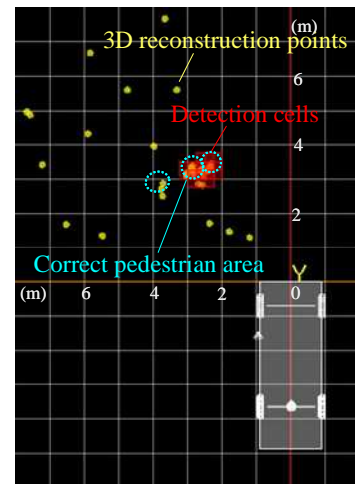 (m)
3D reconstruction points
6
Detection cells
4
2
Correct pedestrian area
Y
(m) 6 4 2 0